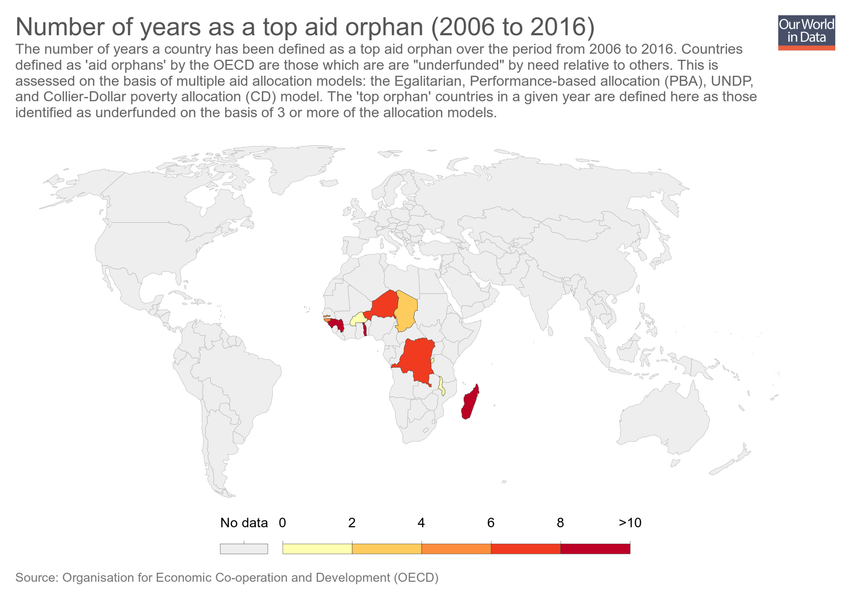 Number of years as a top aid orphan (2006 to 2016)
Our World
in Data
The number of years a country has been defined as a top aid orphan over the period from 2006 to 2016. Countries
defined as 'aid orphans' by the OECD are those which are are "underfunded" by need relative to others. This is
assessed on the basis of multiple aid allocation models: the Egalitarian, Performance-based allocation (PBA), UNDP,
and Collier-Dollar poverty allocation (CD) model. The 'top orphan' countries in a given year are defined here as those
identified as underfunded on the basis of 3 or more of the allocation models.
No data 0 2 4 6 8 >10
Source: Organisation for Economic Co-operation and Development (OECD)